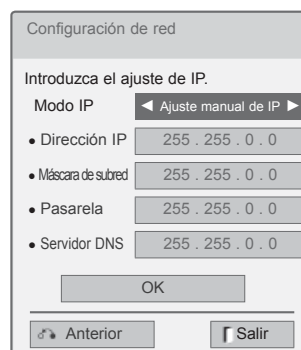 Configuración de red
Introduzca el ajuste de IP.
Modo IP ◀ Ajuste manual de IP ▶
• Dirección IP 255 . 255 . 0 . 0
• Máscara de subred 255 . 255 . 0 . 0
• Pasarela 255 . 255 . 0 . 0
• Servidor DNS 255 . 255 . 0 . 0
OK
Anterior Salir